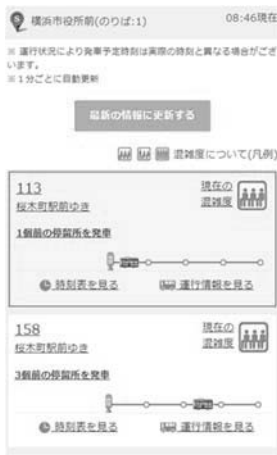 横浜市役所前(のりば:1) 08:46現在
※ 運行状況により発車予定時刻は実際の時刻と異なる場合がござ
います。
※1分ごとに自動更新
最新の情報に更新する
混雑度について(凡例)
113 現在の
桜木町駅前ゆき 混雑度
1個前の停留所を発車
時刻表を見る 運行情報を見る
158 現在の
桜木町駅前ゆき 混雑度
3個前の停留所を発車
時刻表を見る 運行情報を見る